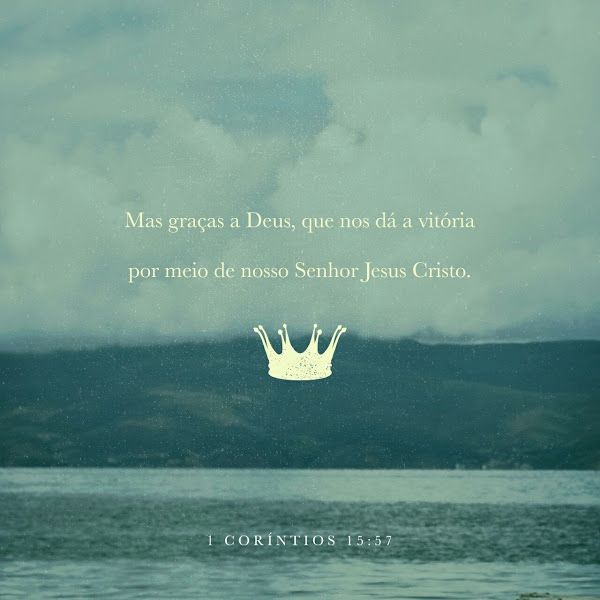 Mas graças a Deus, que nos dá a vitória
por meio de nosso Senhor Jesus Cristo.
1 CORÍNTIOS 15:57